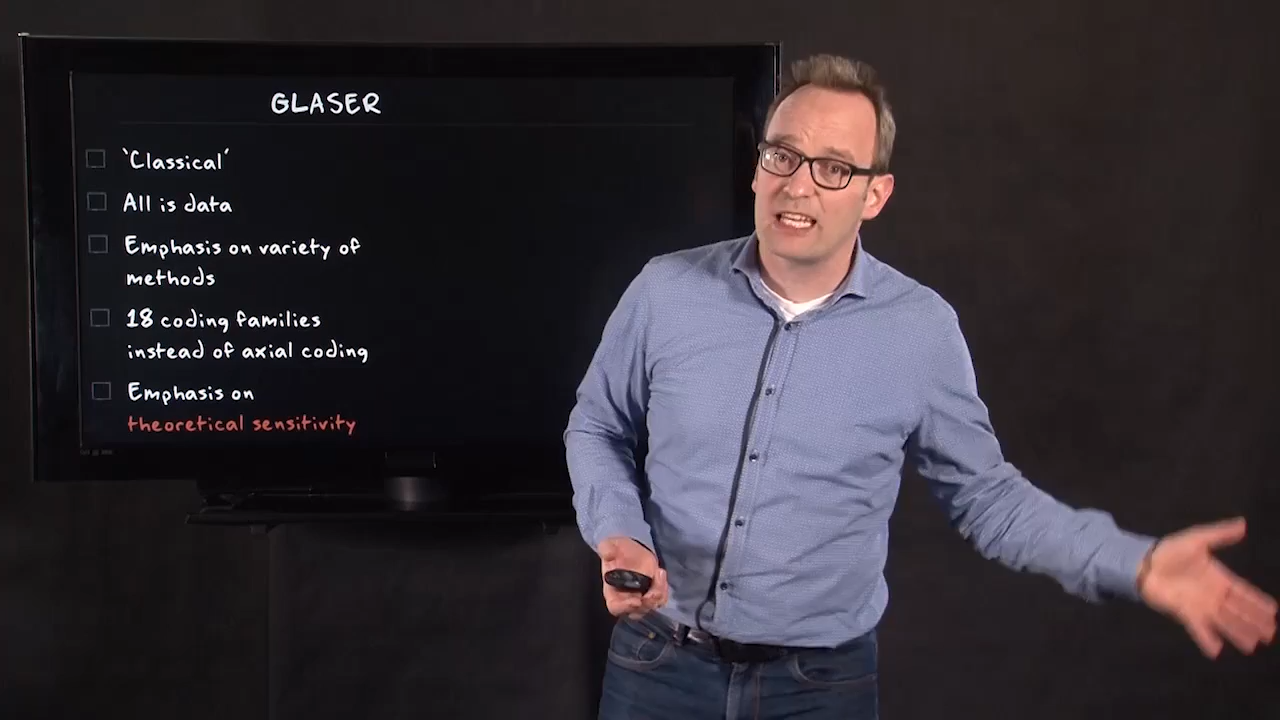 GLASER
‘Classical’
All is data
Emphasis on variety of
methods
18 coding families
instead of axial coding
Emphasis on
theoretical sensitivity